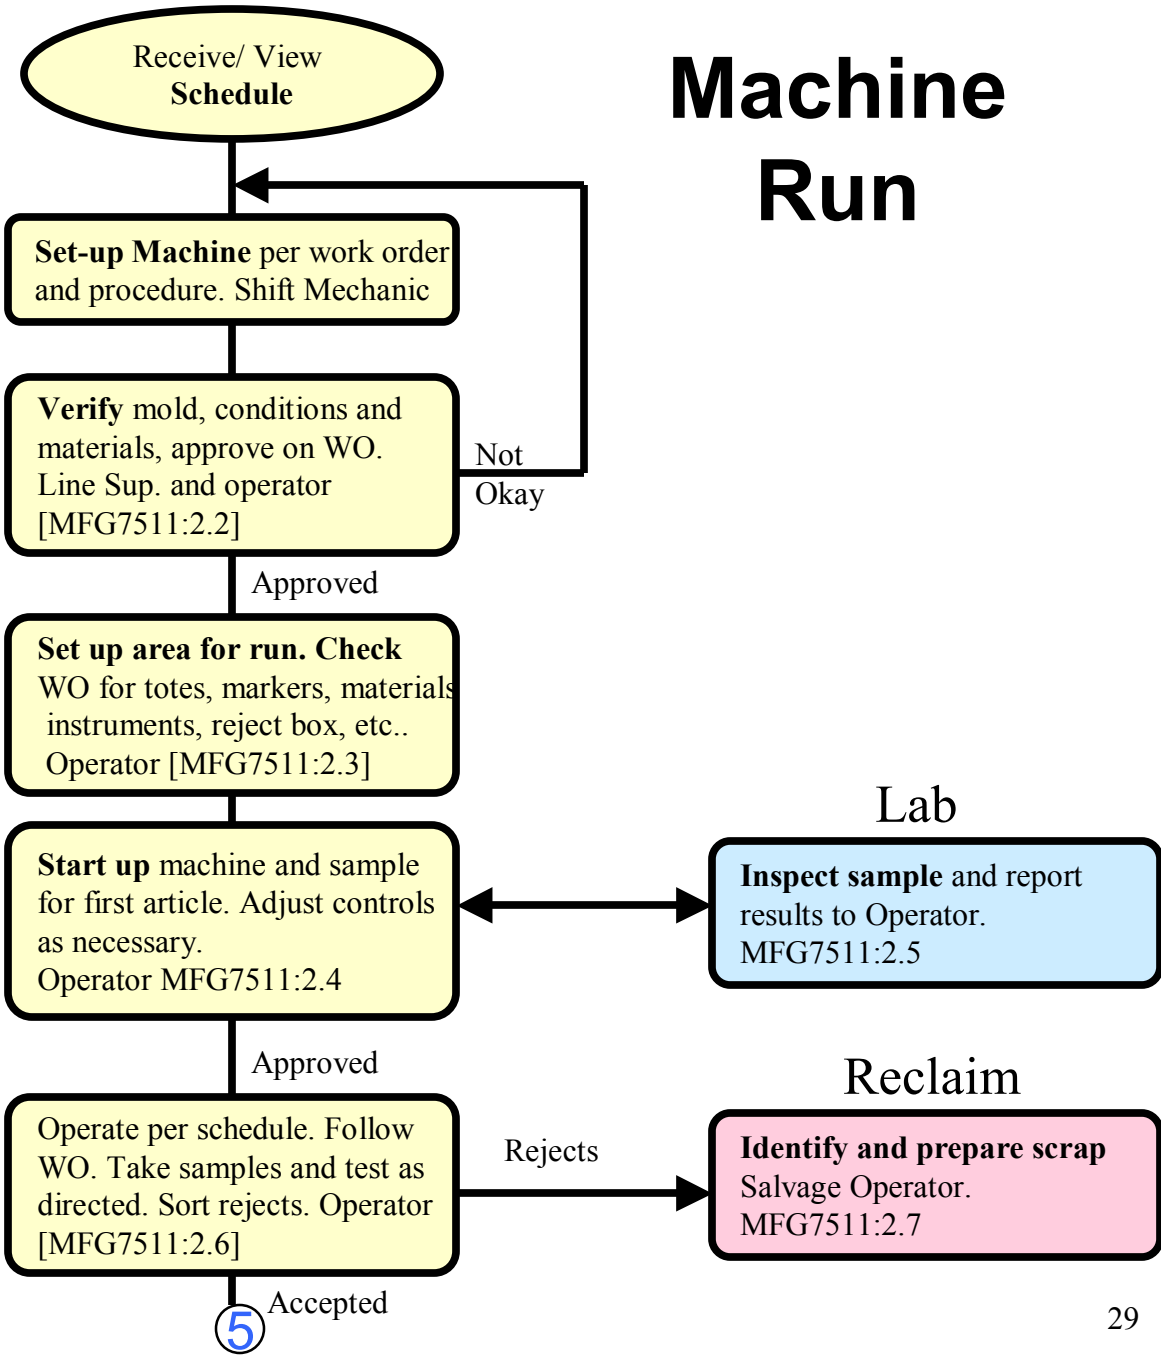 Machine
Run
Receive/ View
Schedule
Set-up Machine per work order
and procedure. Shift Mechanic
Verify mold, conditions and
materials, approve on WO.
Line Sup. and operator
[MFG7511:2.2]
Not
Okay
Approved
Set up area for run. Check
WO for totes, markers, materials
instruments, reject box, etc..
Operator [MFG7511:2.3]
Start up machine and sample
for first article. Adjust controls
as necessary.
Operator MFG7511:2.4
Lab
Inspect sample and report
results to Operator.
MFG7511:2.5
Approved
Operate per schedule. Follow
WO. Take samples and test as
directed. Sort rejects. Operator
[MFG7511:2.6]
Rejects
Reclaim
Identify and prepare scrap
Salvage Operator.
MFG7511:2.7
Accepted
5
29